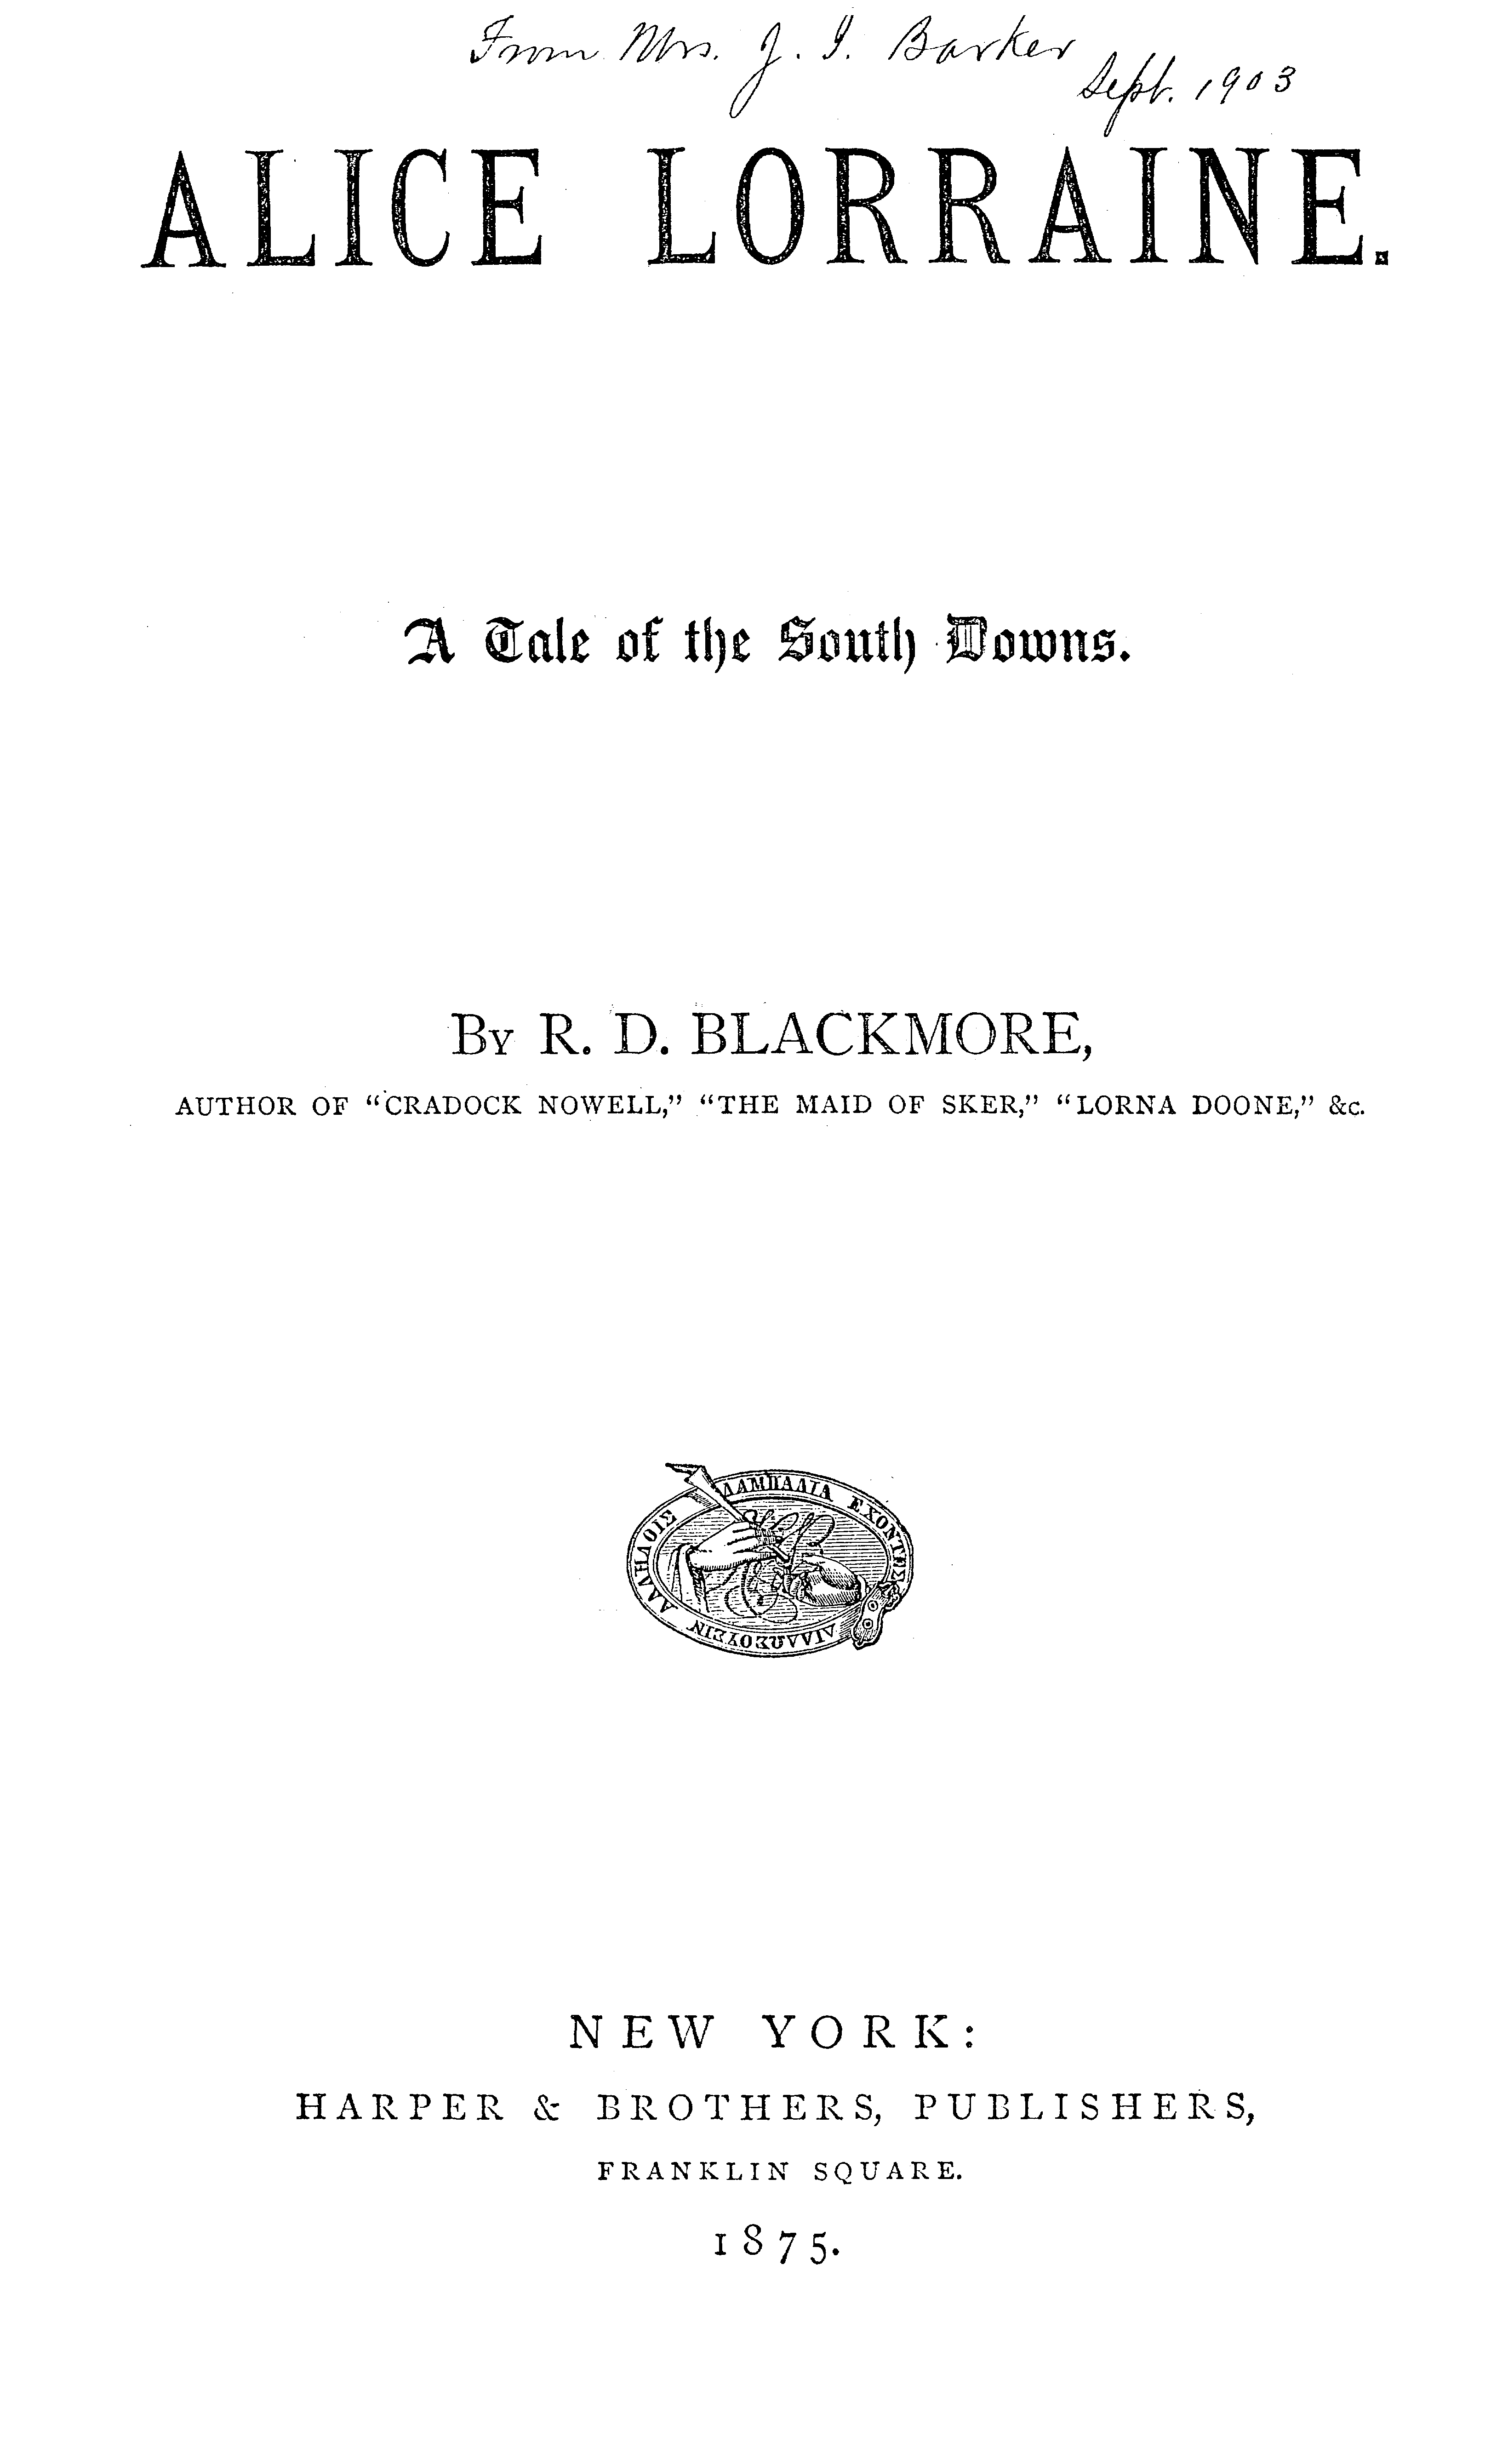 From Mrs. J. I. Barker
Sept. 1903
ALICE LORRAINE.
A Tale of the South Downs.
BY R. D. BLACKMORE,
AUTHOR OF “CRADOCK NOWELL,” “THE MAID OF SKER,” “LORNA DOONE,” &c.
ΛΑΜΠΑΔΙΑ ΕΧΟΝΤΕΣ
ΔΙΑΔΩΣΟΥΣΙΝ ΑΛΛΗΛΟΙΣ
NEW YORK:
HARPER & BROTHERS, PUBLISHERS,
FRANKLIN SQUARE.
1875.